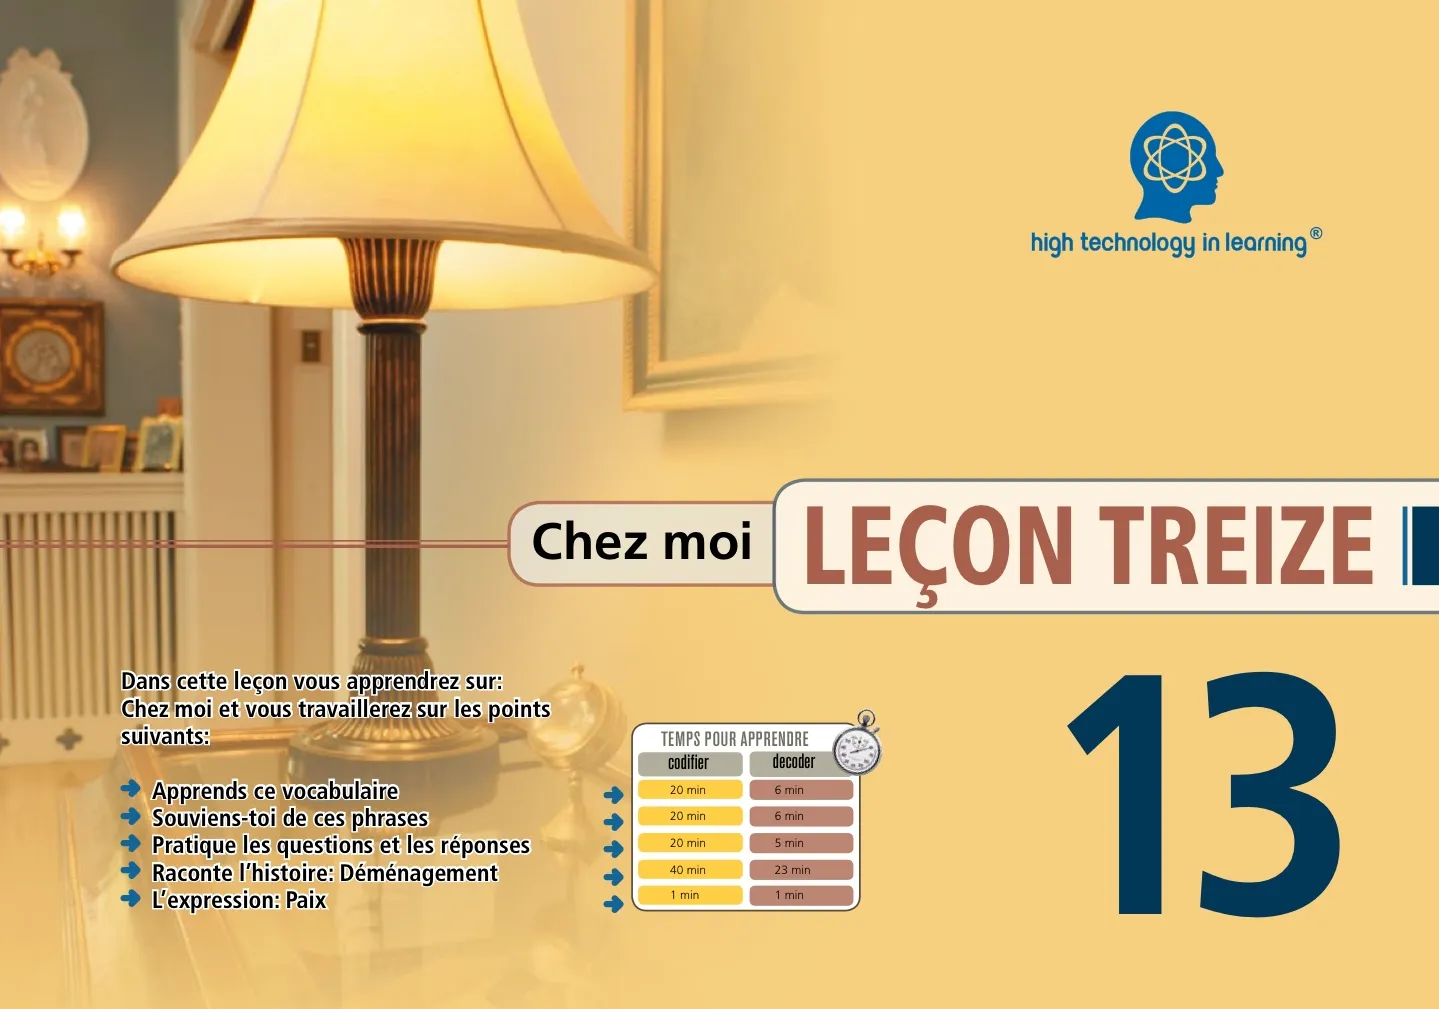 high technology in learning®
Chez moi
LEÇON TREIZE
13
Dans cette leçon vous apprendrez sur:
Chez moi et vous travaillerez sur les points
suivants:
Apprends ce vocabulaire
Souviens-toi de ces phrases
Pratique les questions et les réponses
Raconte l'histoire: Déménagement
L'expression: Paix
TEMPS POUR APPRENDRE
codifier decoder
20 min 6 min
20 min 6 min
20 min 5 min
40 min 23 min
1 min 1 min